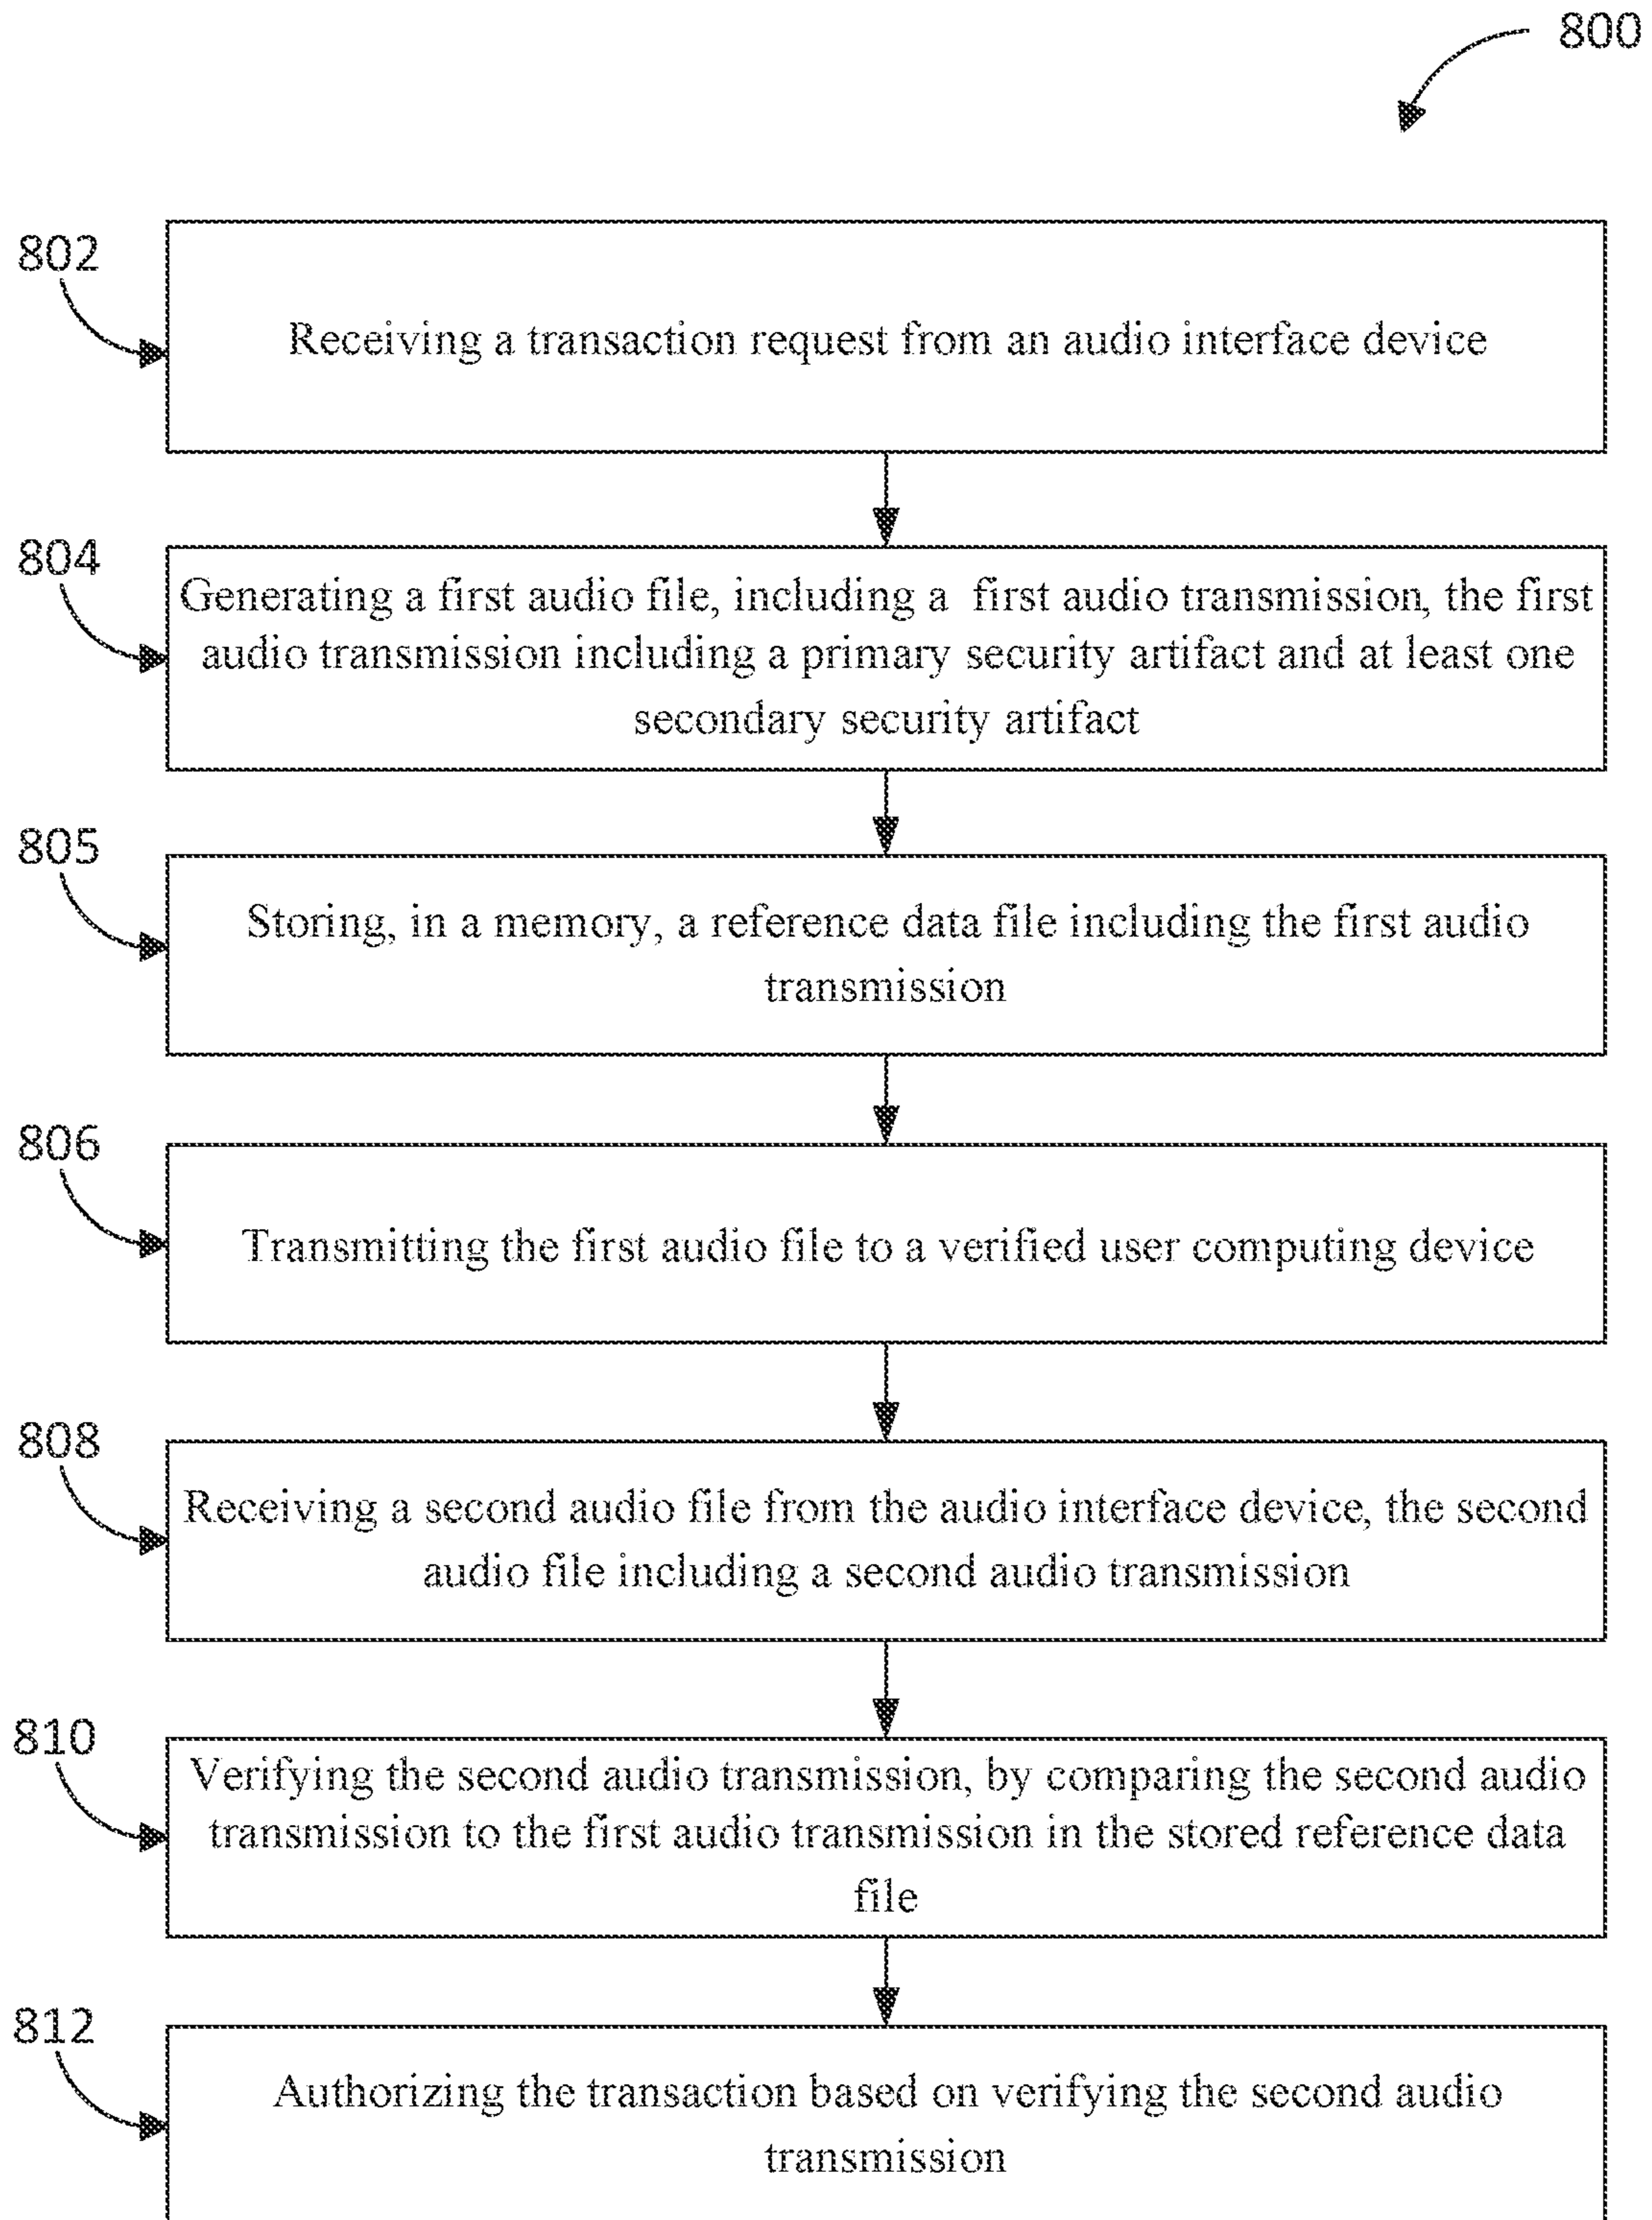 800
802
Receiving a transaction request from an audio interface device
804
Generating a first audio file, including a first audio transmission, the first
audio transmission including a primary security artifact and at least one
secondary security artifact
805
Storing, in a memory, a reference data file including the first audio
transmission
806
Transmitting the first audio file to a verified user computing device
808
Receiving a second audio file from the audio interface device, the second
audio file including a second audio transmission
810
Verifying the second audio transmission, by comparing the second audio
transmission to the first audio transmission in the stored reference data
file
812
Authorizing the transaction based on verifying the second audio
transmission